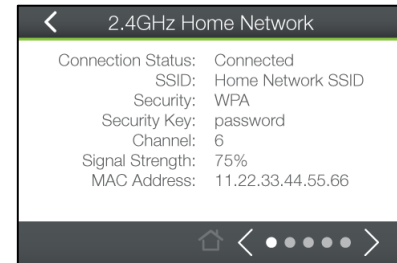 2.4GHz Home Network
Connection Status: Connected
SSID: Home Network SSID
Security: WPA
Security Key: password
Channel: 6
Signal Strength: 75%
MAC Address: 11.22.33.44.55.66